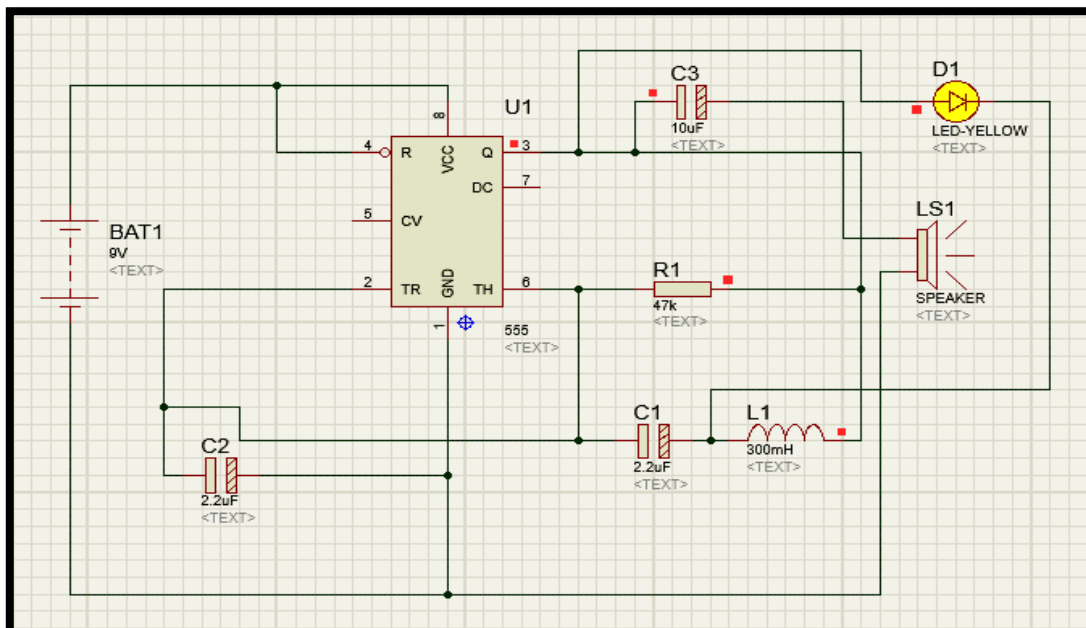 C3
10uF
<TEXT>
D1
LED-YELLOW
<TEXT>
U1
8
VCC
4
R
Q
3
DC
7
5
CV
2
TR
GND
TH
6
1
555
<TEXT>
BAT1
9V
<TEXT>
LS1
SPEAKER
<TEXT>
R1
47k
<TEXT>
C1
2.2uF
<TEXT>
L1
300mH
<TEXT>
C2
2.2uF
<TEXT>